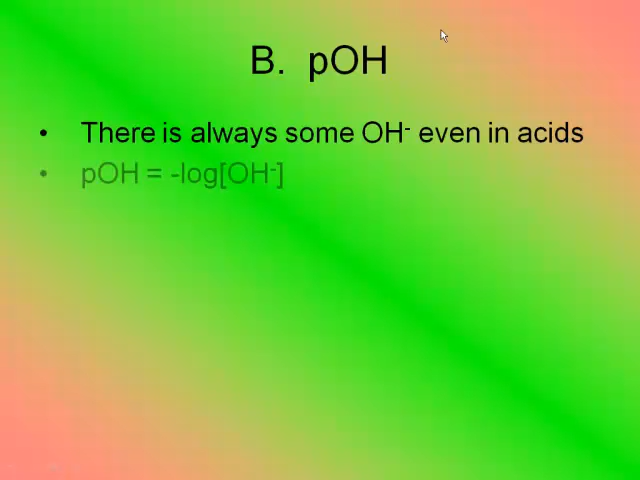 B. pOH
• There is always some OH⁻ even in acids
• pOH = -log[OH⁻]